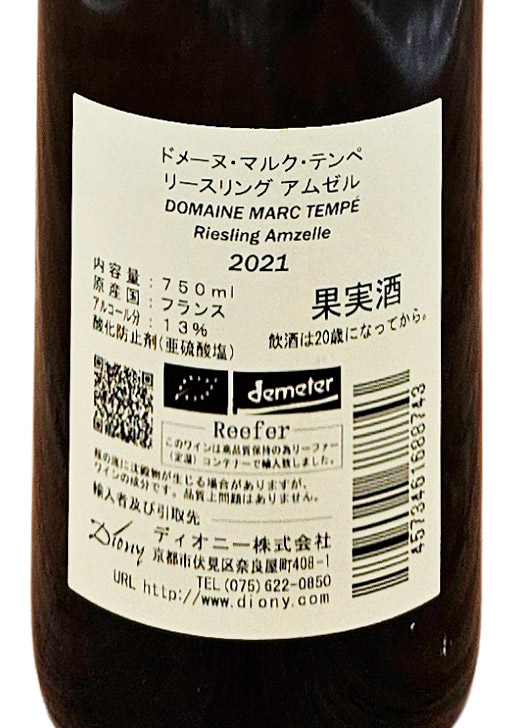 ドメーヌ・マルク・テンペ
リースリング アムゼル
DOMAINE MARC TEMPÉ
Riesling Amzelle
2021
内容量:750ml
原産国:フランス
アルコール分:13%
酸化防止剤(亜硫酸塩)
果実酒
飲酒は20歳になってから。
demeter
Reefer
このワインは高品質保持の為リーファー
(定温)コンテナーで輸入致しました。
瓶の底に沈殿物が生じる場合がありますが、
ワインの成分です。品質上問題はありません。
輸入者及び引取先
Diony
ディオニー株式会社
京都市伏見区奈良屋町408-1
TEL(075)622-0850
URL http://www.diony.com
4573461688743